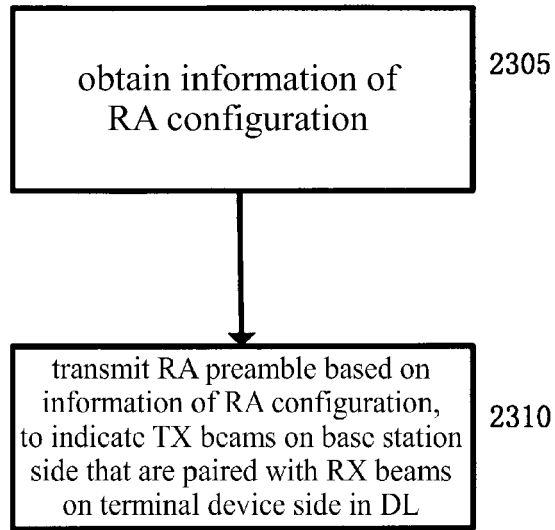 obtain information of
RA configuration
2305
transmit RA preamble based on
information of RA configuration,
to indicate TX beams on base station
side that are paired with RX beams
on terminal device side in DL
2310